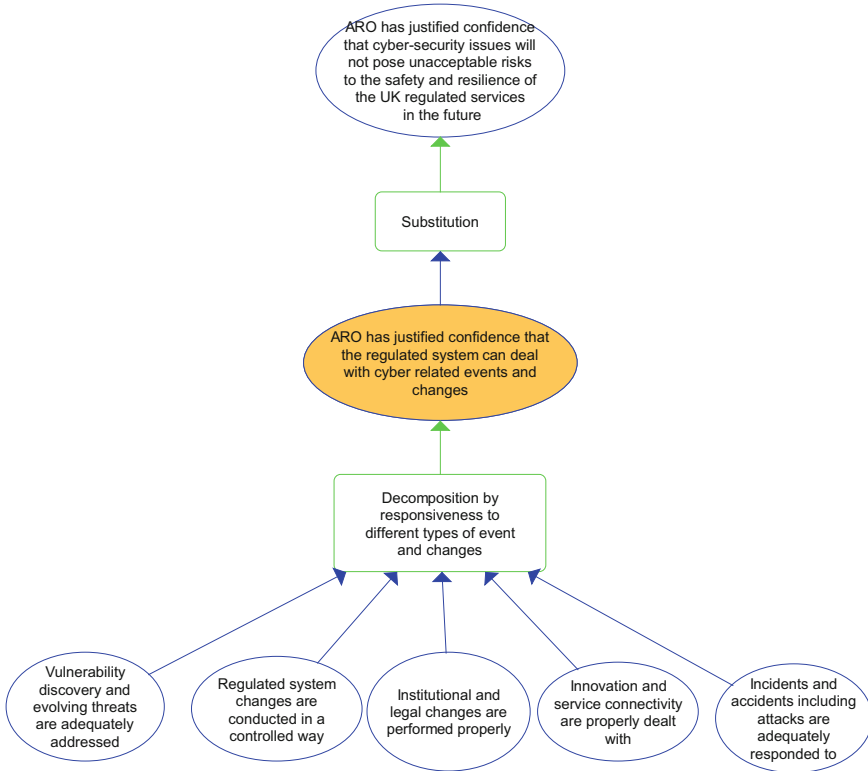 ARO has justified confidence
that cyber-security issues will
not pose unacceptable risks
to the safety and resilience of
the UK regulated services
in the future
Substitution
ARO has justified confidence that
the regulated system can deal
with cyber related events and
changes
Decomposition by
responsiveness to
different types of event
and changes
Vulnerability
discovery and
evolving threats
are adequately
addressed
Regulated system
changes are
conducted in a
controlled way
Institutional and
legal changes are
performed properly
Innovation and
service connectivity
are properly dealt
with
Incidents and
accidents including
attacks are
adequately
responded to